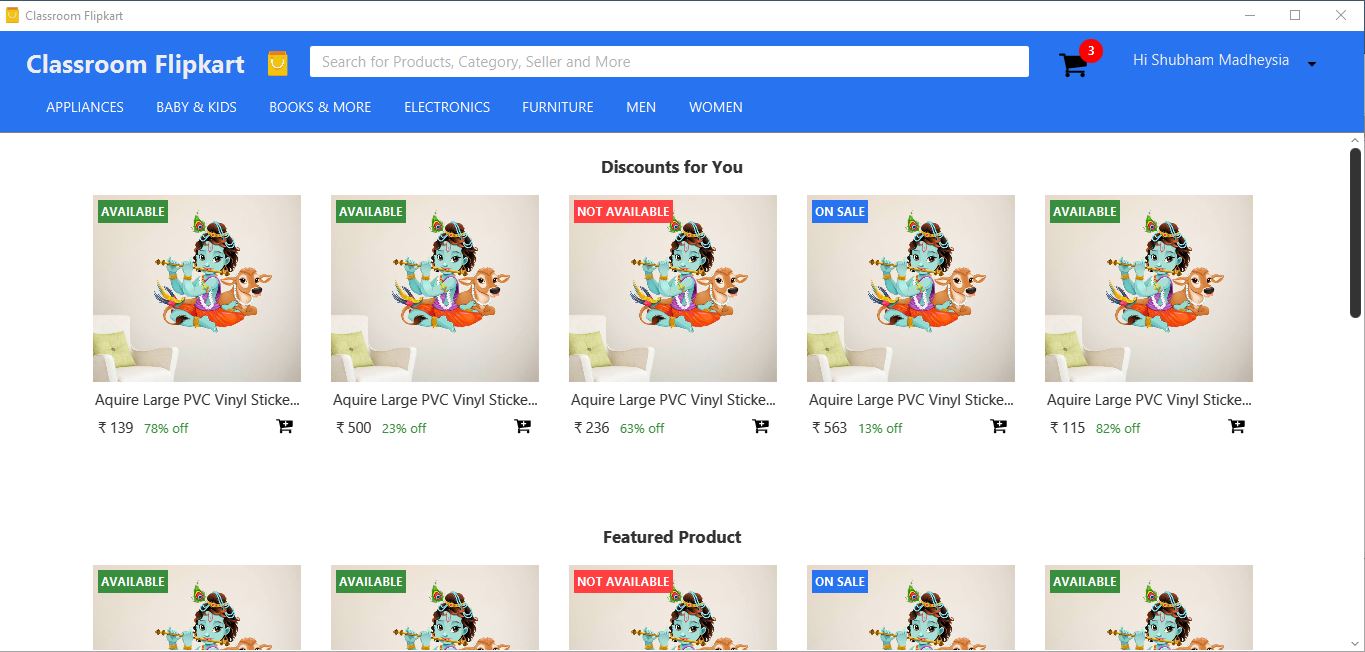 Classroom Flipkart
Classroom Flipkart
Search for Products, Category, Seller and More
3
Hi Shubham Madheysia
APPLIANCES BABY & KIDS BOOKS & MORE ELECTRONICS FURNITURE MEN WOMEN
Discounts for You
AVAILABLE AVAILABLE NOT AVAILABLE ON SALE AVAILABLE
Aquire Large PVC Vinyl Sticke... Aquire Large PVC Vinyl Sticke... Aquire Large PVC Vinyl Sticke... Aquire Large PVC Vinyl Sticke... Aquire Large PVC Vinyl Sticke...
₹ 139 78% off ₹ 500 23% off ₹ 236 63% off ₹ 563 13% off ₹ 115 82% off
Featured Product
AVAILABLE AVAILABLE NOT AVAILABLE ON SALE AVAILABLE